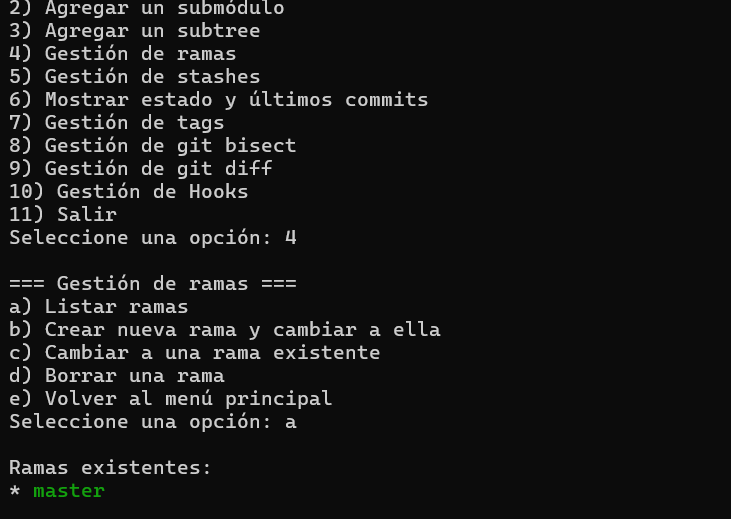 2) Agregar un submódulo
3) Agregar un subtree
4) Gestión de ramas
5) Gestión de stashes
6) Mostrar estado y últimos commits
7) Gestión de tags
8) Gestión de git bisect
9) Gestión de git diff
10) Gestión de Hooks
11) Salir
Seleccione una opción: 4
=== Gestión de ramas ===
a) Listar ramas
b) Crear nueva rama y cambiar a ella
c) Cambiar a una rama existente
d) Borrar una rama
e) Volver al menú principal
Seleccione una opción: a
Ramas existentes:
* master